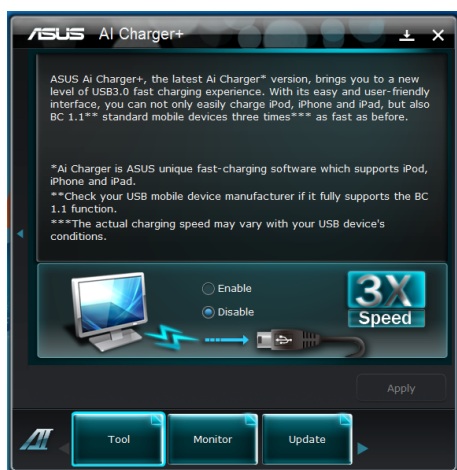 ASUS AI Charger+
ASUS Ai Charger+, the latest Ai Charger* version, brings you to a new
level of USB3.0 fast charging experience. With its easy and user-friendly
interface, you can not only easily charge iPod, iPhone and iPad, but also
BC 1.1** standard mobile devices three times*** as fast as before.
*Ai Charger is ASUS unique fast-charging software which supports iPod,
iPhone and iPad.
**Check your USB mobile device manufacturer if it fully supports the BC
1.1 function.
***The actual charging speed may vary with your USB device's
conditions.
Enable
Disable
3X
Speed
Apply
AI
Tool
Monitor
Update